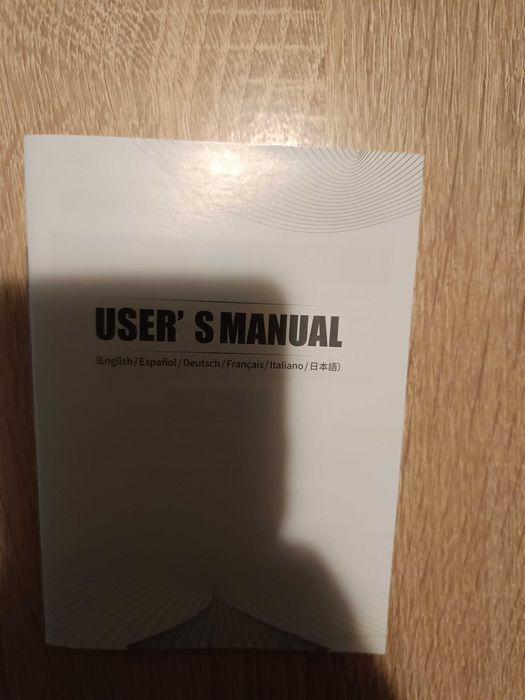 USER'S MANUAL
(English/Español/Deutsch/Français/Italiano/日本語)